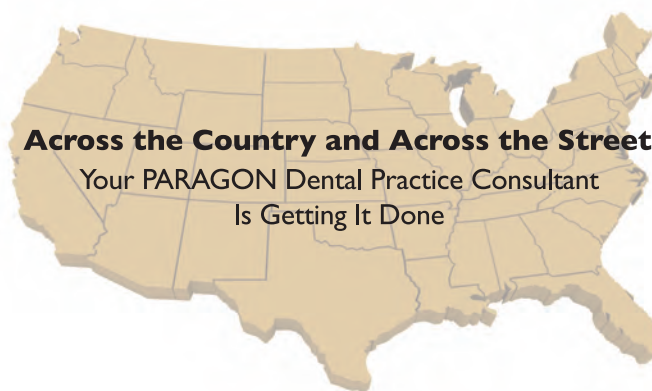 Across the Country and Across the Street
Your PARAGON Dental Practice Consultant
Is Getting It Done